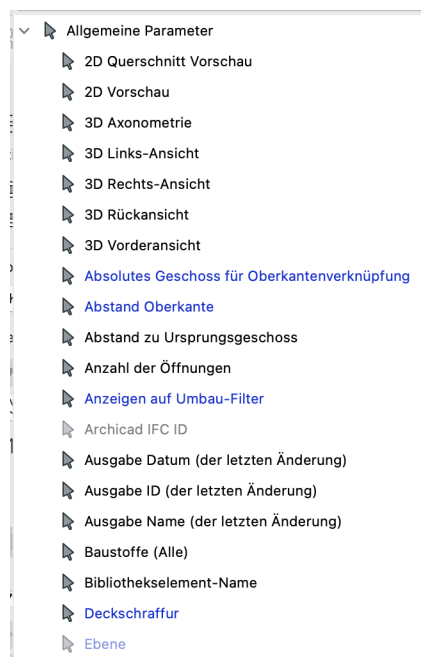 Allgemeine Parameter
2D Querschnitt Vorschau
2D Vorschau
3D Axonometrie
3D Links-Ansicht
3D Rechts-Ansicht
3D Rückansicht
3D Vorderansicht
Absolutes Geschoss für Oberkantenverknüpfung
Abstand Oberkante
Abstand zu Ursprungsgeschoss
Anzahl der Öffnungen
Anzeigen auf Umbau-Filter
Archicad IFC ID
Ausgabe Datum (der letzten Änderung)
Ausgabe ID (der letzten Änderung)
Ausgabe Name (der letzten Änderung)
Baustoffe (Alle)
Bibliothekselement-Name
Deckschraffur
Ebene